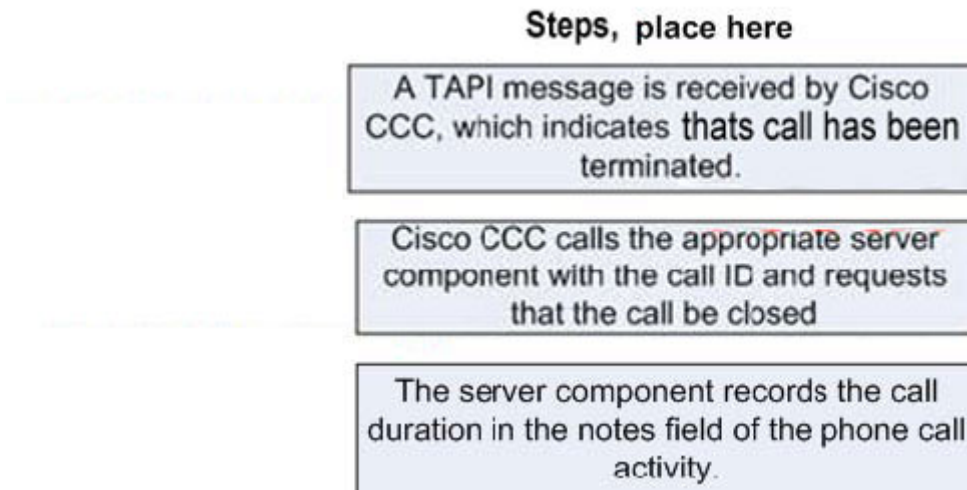 Steps, place here
A TAPI message is received by Cisco
CCC, which indicates thats call has been
terminated.
Cisco CCC calls the appropriate server
component with the call ID and requests
that the call be closed
The server component records the call
duration in the notes field of the phone call
activity.